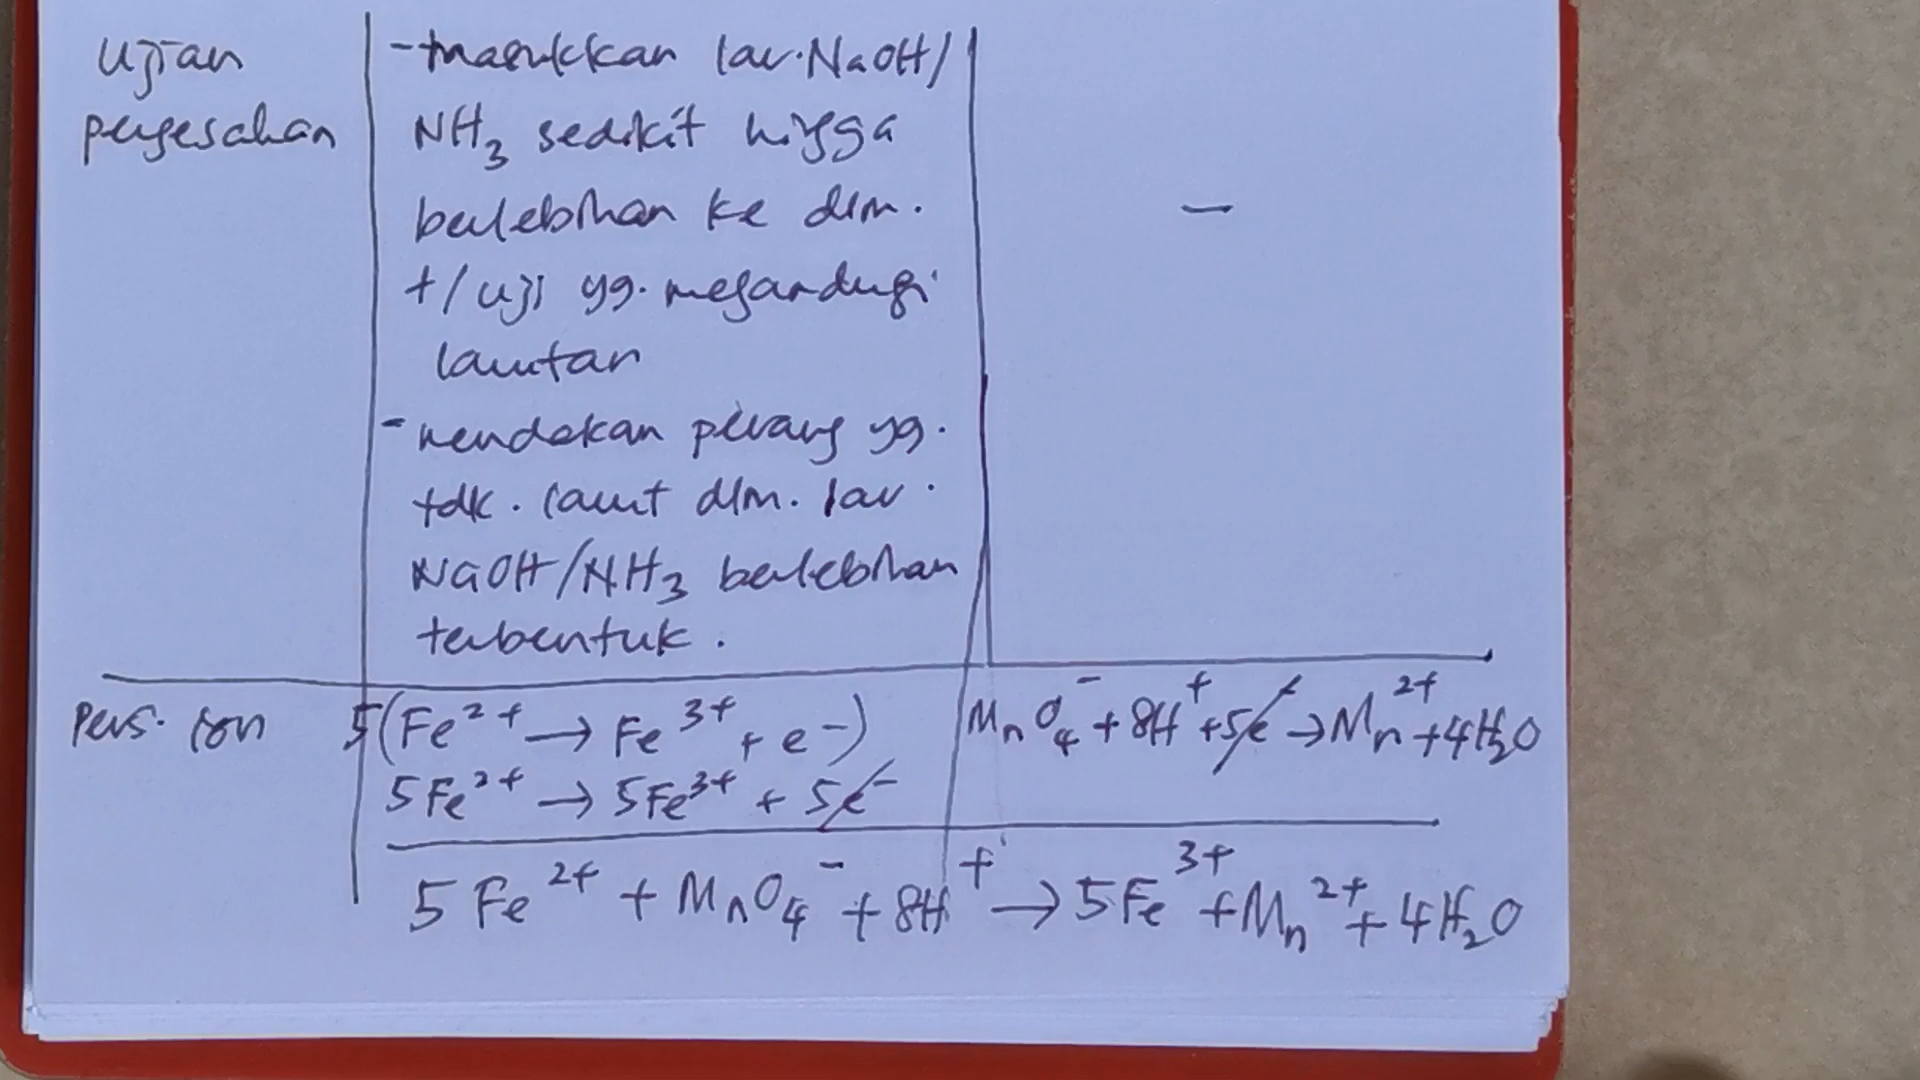 Ujian
pengesahan
- masukkan lar. NaOH/
NH₃ sedikit hingga
berlebihan ke dlm.
t/uji yg. mengandungi
larutan
- mendakan perang yg.
tdk. larut dlm. lar.
NaOH/NH₃ berlebihan
terbentuk.
-
Pers. ion
5(Fe²⁺ → Fe³⁺ + e⁻)
5Fe²⁺ → 5Fe³⁺ + 5e⁻
MnO₄⁻ + 8H⁺ + 5e⁻ → Mn²⁺ + 4H₂O
5Fe²⁺ + MnO₄⁻ + 8H⁺ → 5Fe³⁺ + Mn²⁺ + 4H₂O